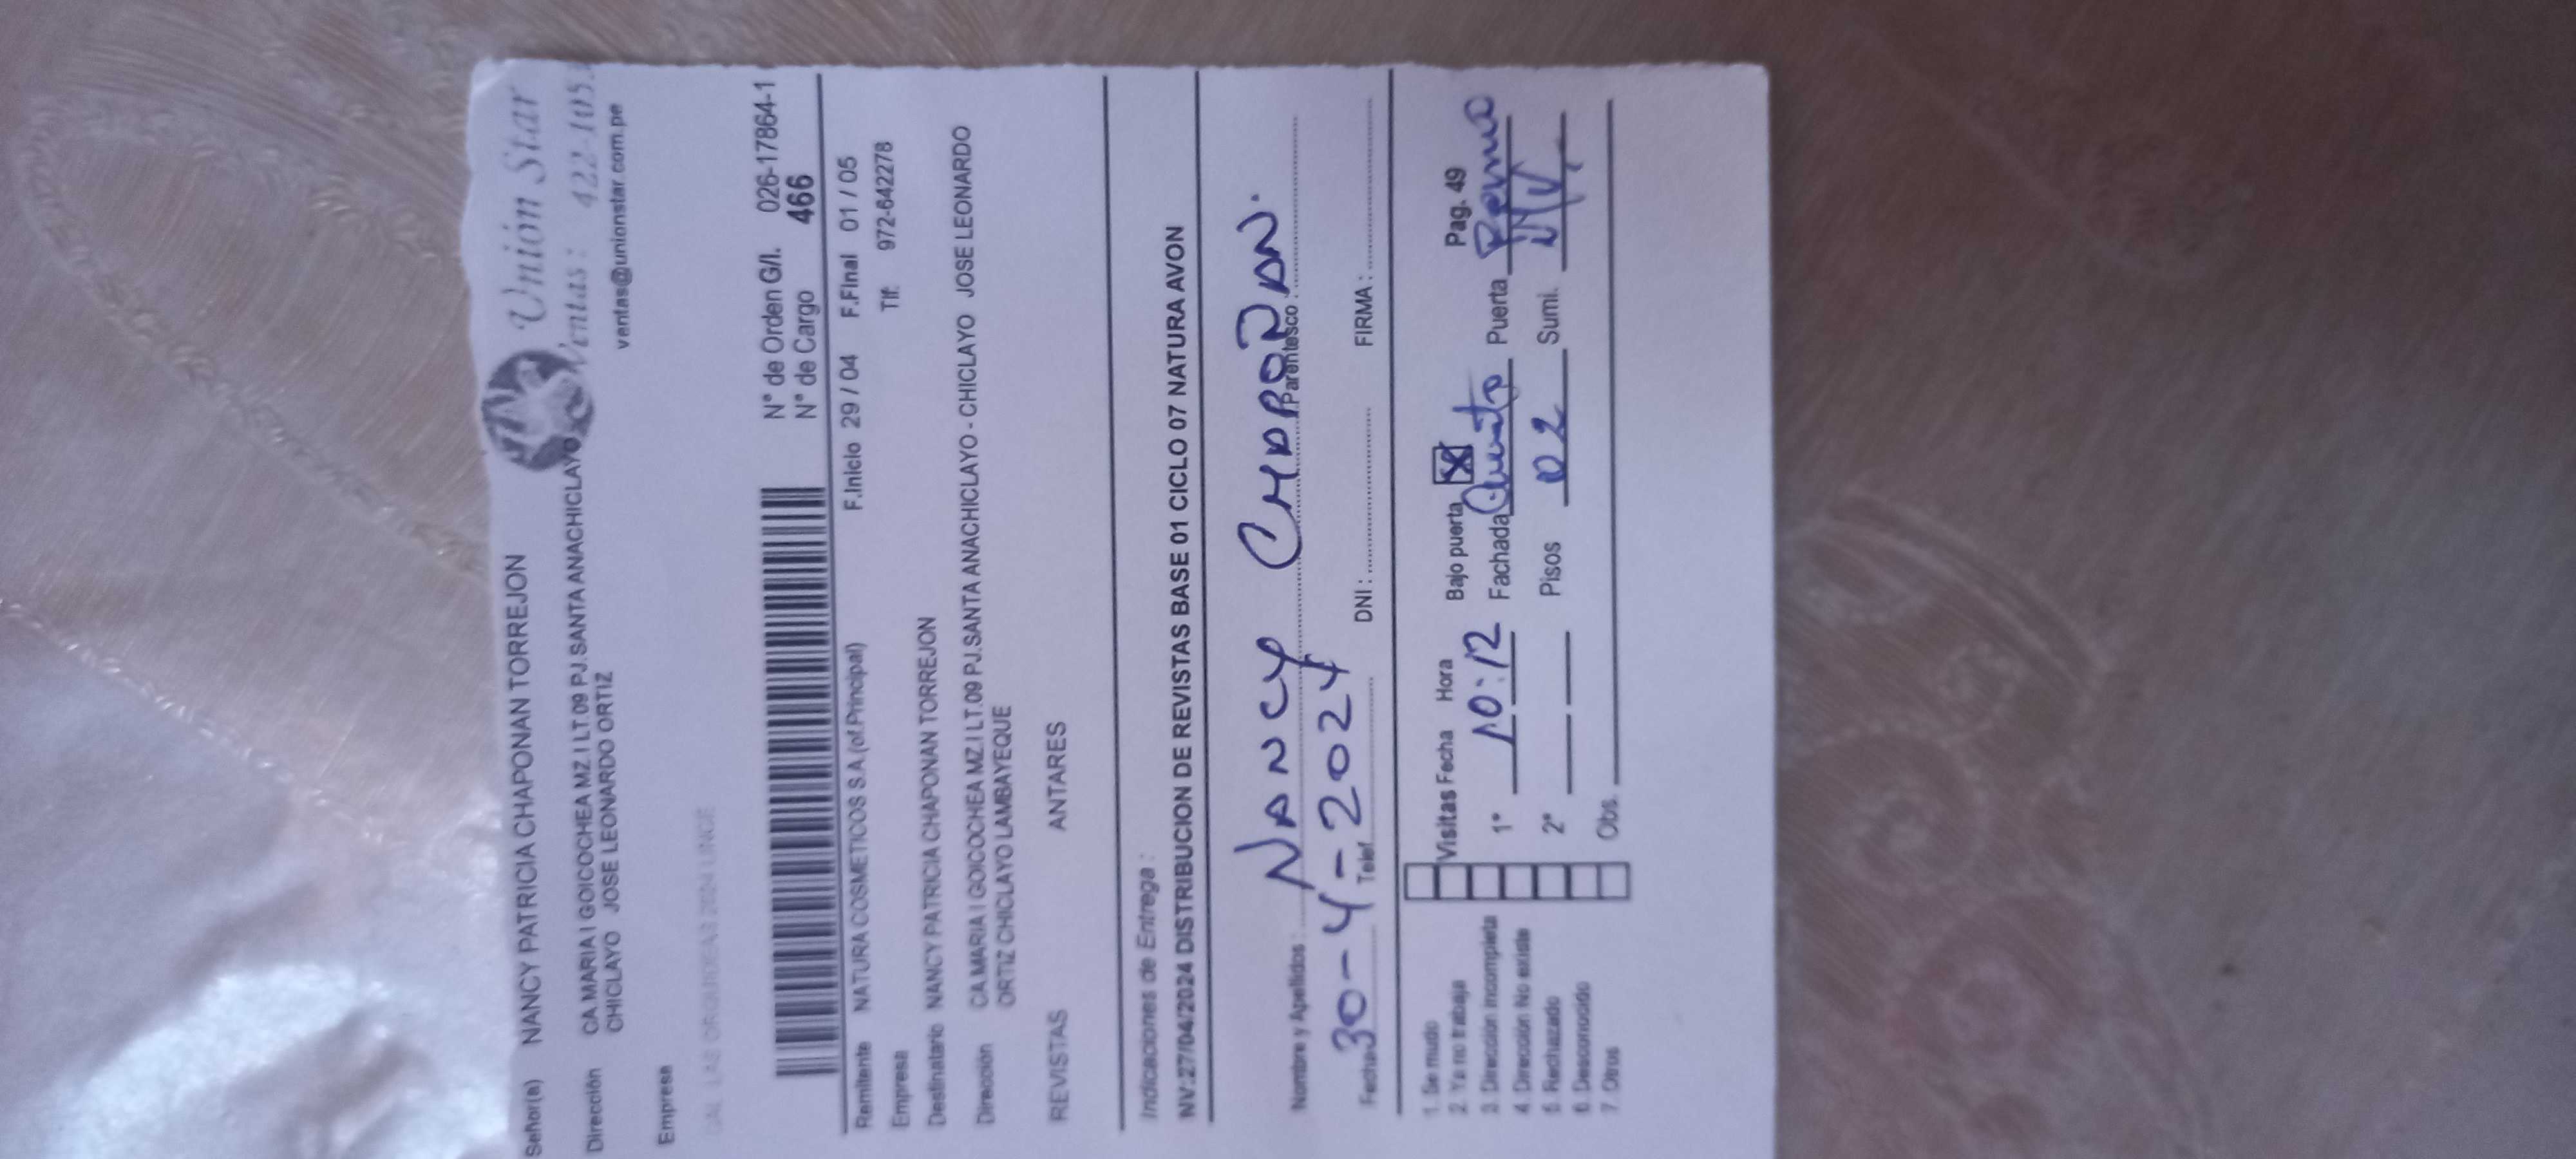 Señor(a) NANCY PATRICIA CHAPONAN TORREJON
Unión Star
Dirección CA.MARIA I GOICOCHEA MZ.I LT.09 PJ.SANTA ANACHICLAYO
CHICLAYO JOSE LEONARDO ORTIZ
Ventas: 422-105
ventas@unionstar.com.pe
Empresa
CAL. LAS ORQUIDEAS 2924 LINCE
N° de Orden G/I. 026-17864-1
N° de Cargo 466
Remitente NATURA COSMETICOS S.A.(of.Principal) F.Inicio 29 / 04 F.Final 01 / 05
Empresa Tlf. 972-642278
Destinatario NANCY PATRICIA CHAPONAN TORREJON
Dirección CA.MARIA I GOICOCHEA MZ.I LT.09 PJ.SANTA ANACHICLAYO - CHICLAYO JOSE LEONARDO
ORTIZ CHICLAYO LAMBAYEQUE
REVISTAS ANTARES
Indicaciones de Entrega :
NV:27/04/2024 DISTRIBUCION DE REVISTAS BASE 01 CICLO 07 NATURA AVON
Nombre y Apellidos : NANCY CHAPOÑAN. Parentesco :
Fecha 30-4-2024 Telef. DNI : FIRMA :
1. Se mudo
2. Ya no trabaja
3. Dirección incompleta
4. Dirección No existe
5. Rechazado
6. Desconocido
7. Otros
Visitas Fecha Hora Bajo puerta X Pag. 49
1° 10:12 Fachada Puerta
2° Pisos 02 Sumi.
Obs.